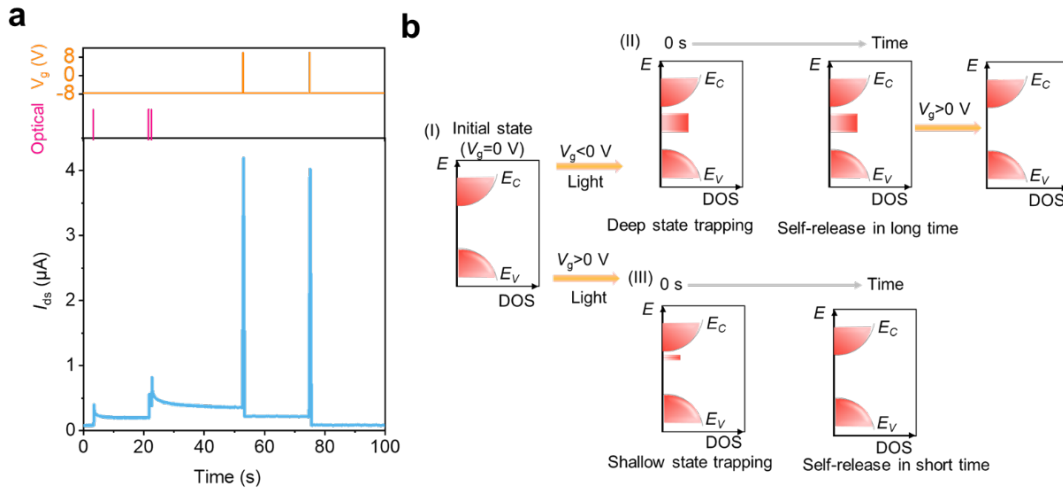 a
V_g (V)
8
0
-8
Optical
I_ds (μA)
4
3
2
1
0
0 20 40 60 80 100
Time (s)
b
(I) Initial state
(V_g=0 V)
E
E_C
E_V
DOS
V_g<0 V
Light
V_g>0 V
Light
(II) 0 s Time
E
E_C
E_V
DOS
Deep state trapping
E
E_C
E_V
DOS
Self-release in long time
V_g>0 V
E
E_C
E_V
DOS
(III) 0 s Time
E
E_C
E_V
DOS
Shallow state trapping
E
E_C
E_V
DOS
Self-release in short time